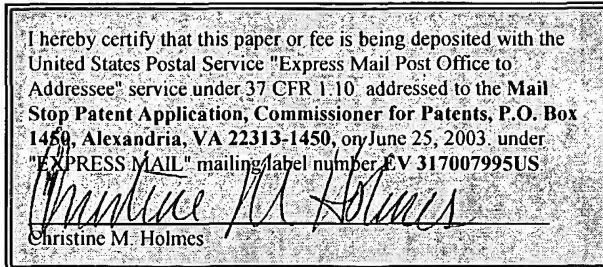 I hereby certify that this paper or fee is being deposited with the
United States Postal Service "Express Mail Post Office to
Addressee" service under 37 CFR 1.10 addressed to the Mail
Stop Patent Application, Commissioner for Patents, P.O. Box
1450, Alexandria, VA 22313-1450, on June 25, 2003 under
"EXPRESS MAIL" mailing label number EV 317007995US
Christine M Holmes
Christine M. Holmes